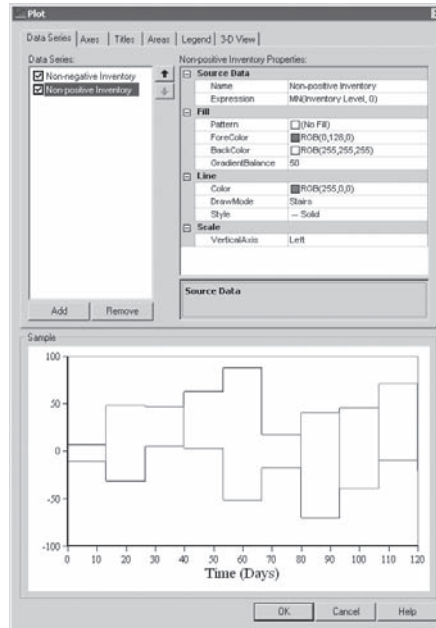 Plot
Data Series Axes Titles Areas Legend 3-D View
Data Series:
Non-negative Inventory
Non-positive Inventory
Add Remove
Non-positive Inventory Properties:
Source Data
Name Non-positive Inventory
Expression MN(Inventory Level, 0)
Fill
Pattern (No Fill)
ForeColor RGB(0,128,0)
BackColor RGB(255,255,255)
GradientBalance 50
Line
Color RGB(255,0,0)
DrawMode Stairs
Style — Solid
Scale
VerticalAxis Left
Source Data
Sample
100
50
0
-50
-100
0 10 20 30 40 50 60 70 80 90 100 110 120
Time (Days)
OK Cancel Help